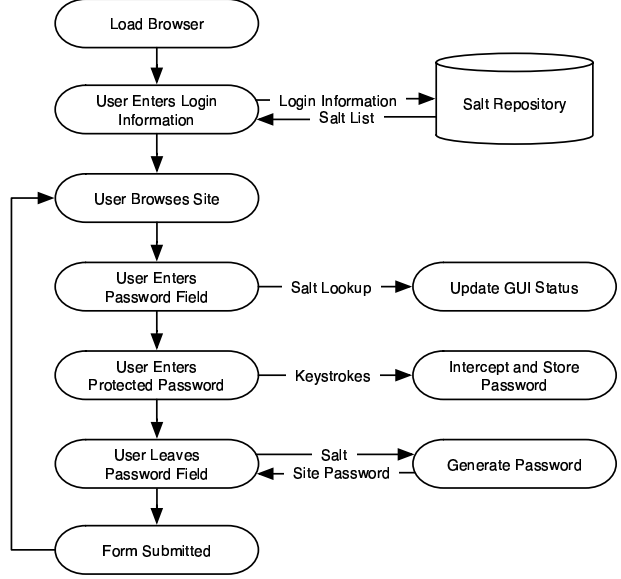 Load Browser
User Enters Login
Information
Login Information
Salt List
Salt Repository
User Browses Site
User Enters
Password Field
Salt Lookup
Update GUI Status
User Enters
Protected Password
Keystrokes
Intercept and Store
Password
User Leaves
Password Field
Salt
Site Password
Generate Password
Form Submitted